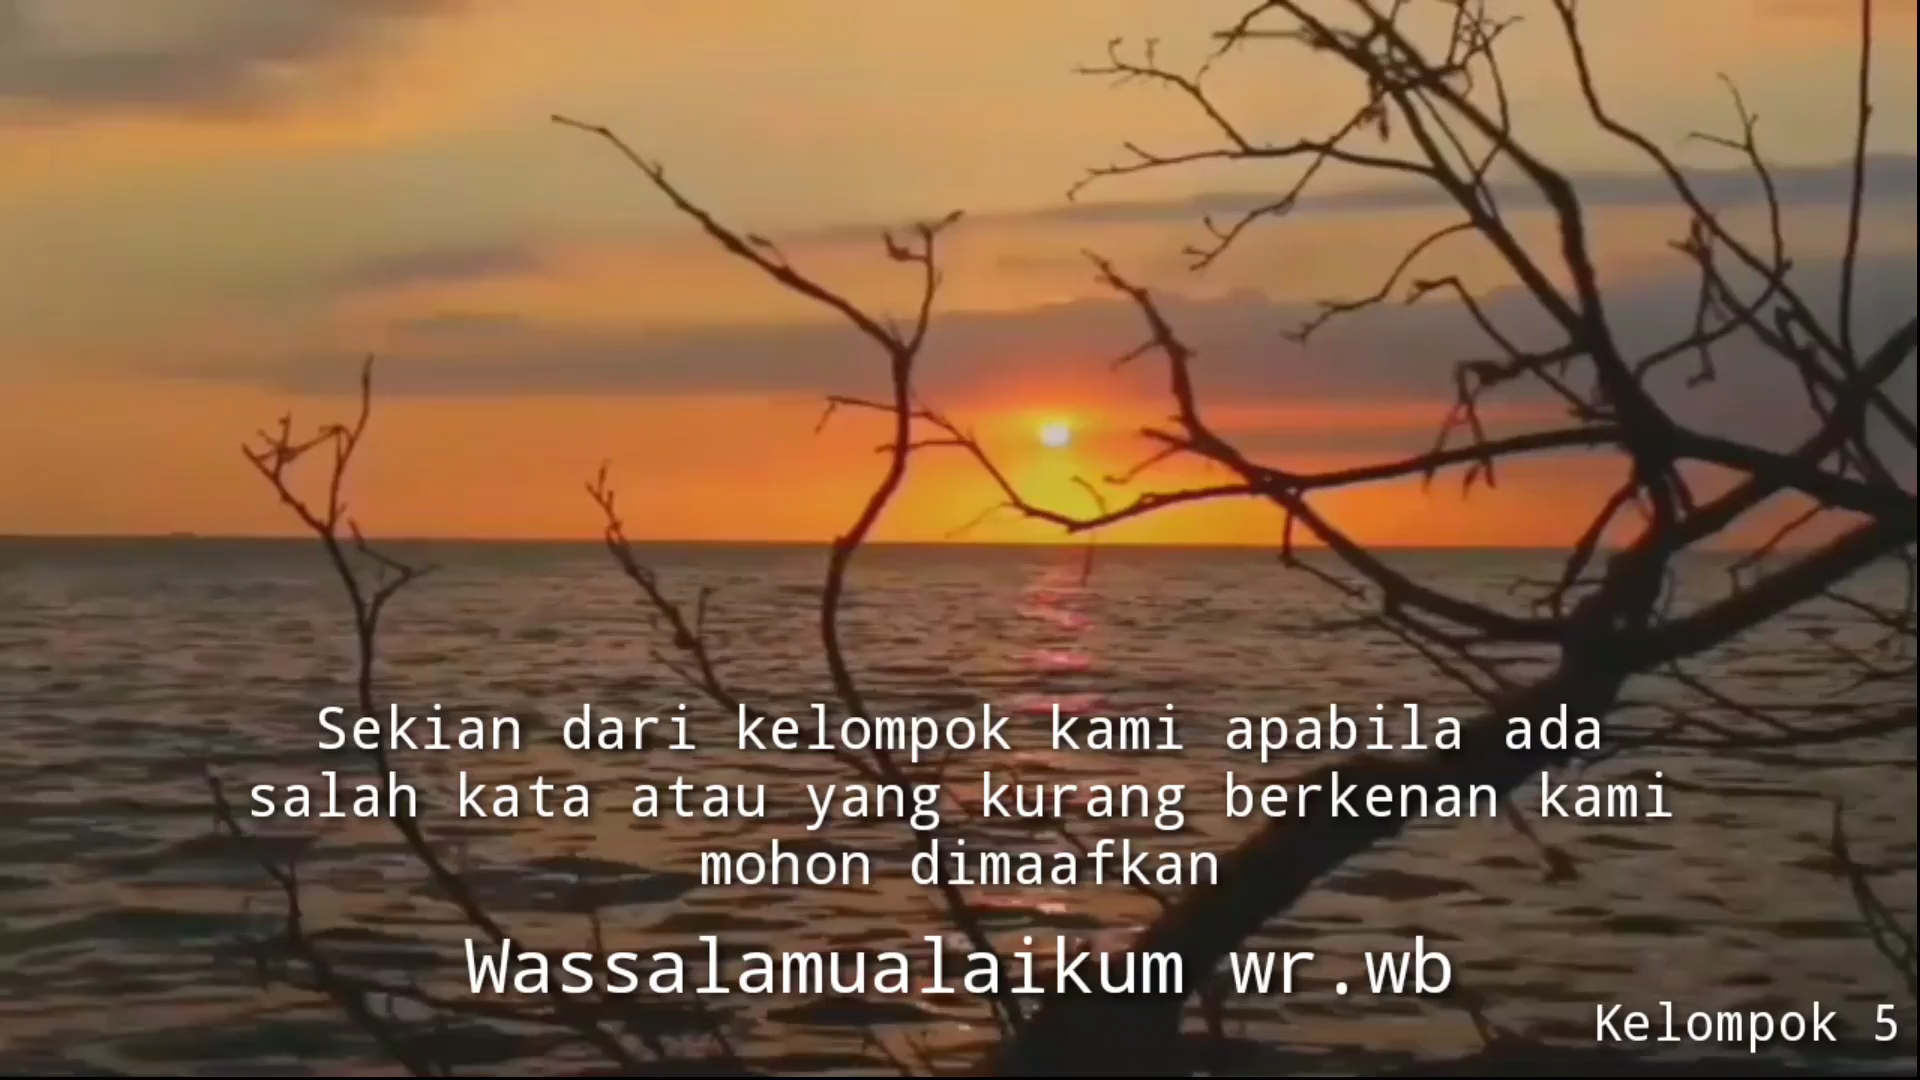 Sekian dari kelompok kami apabila ada
salah kata atau yang kurang berkenan kami
mohon dimaafkan
Wassalamualaikum wr.wb
Kelompok 5